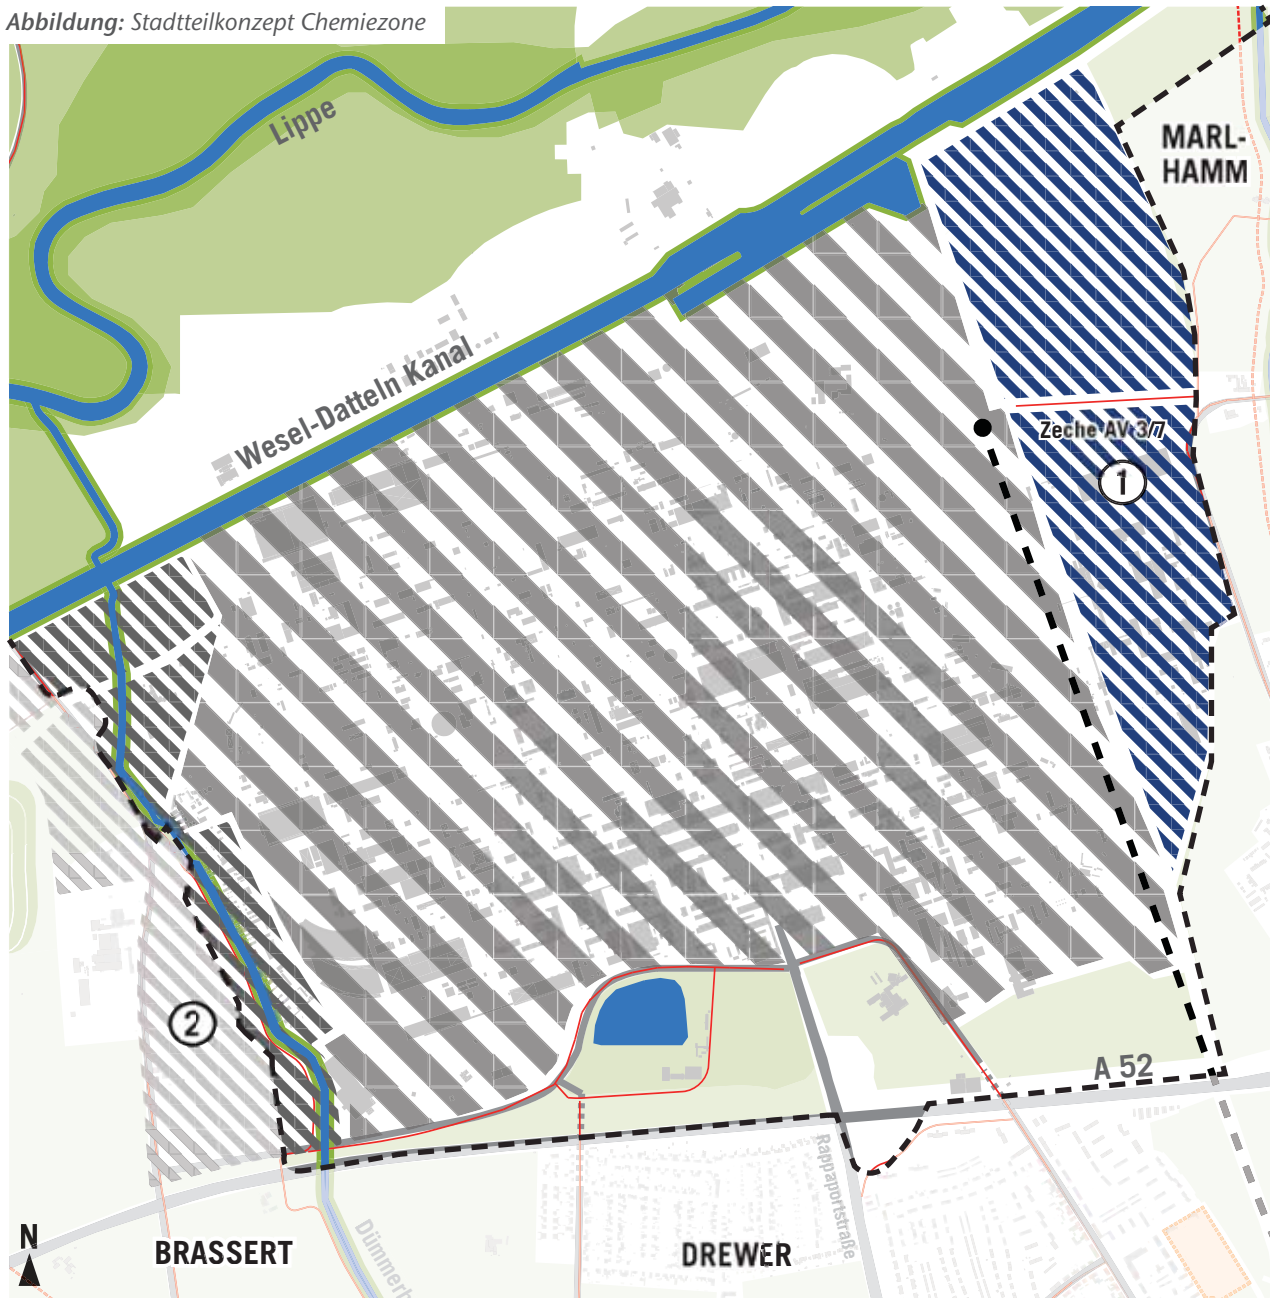 Abbildung: Stadtteilkonzept Chemiezone
Lippe
MARL-
HAMM
Wesel-Datteln Kanal
Zeche AV 3/7
1
2
A 52
Rappaportstraße
N
BRASSERT
DREWER